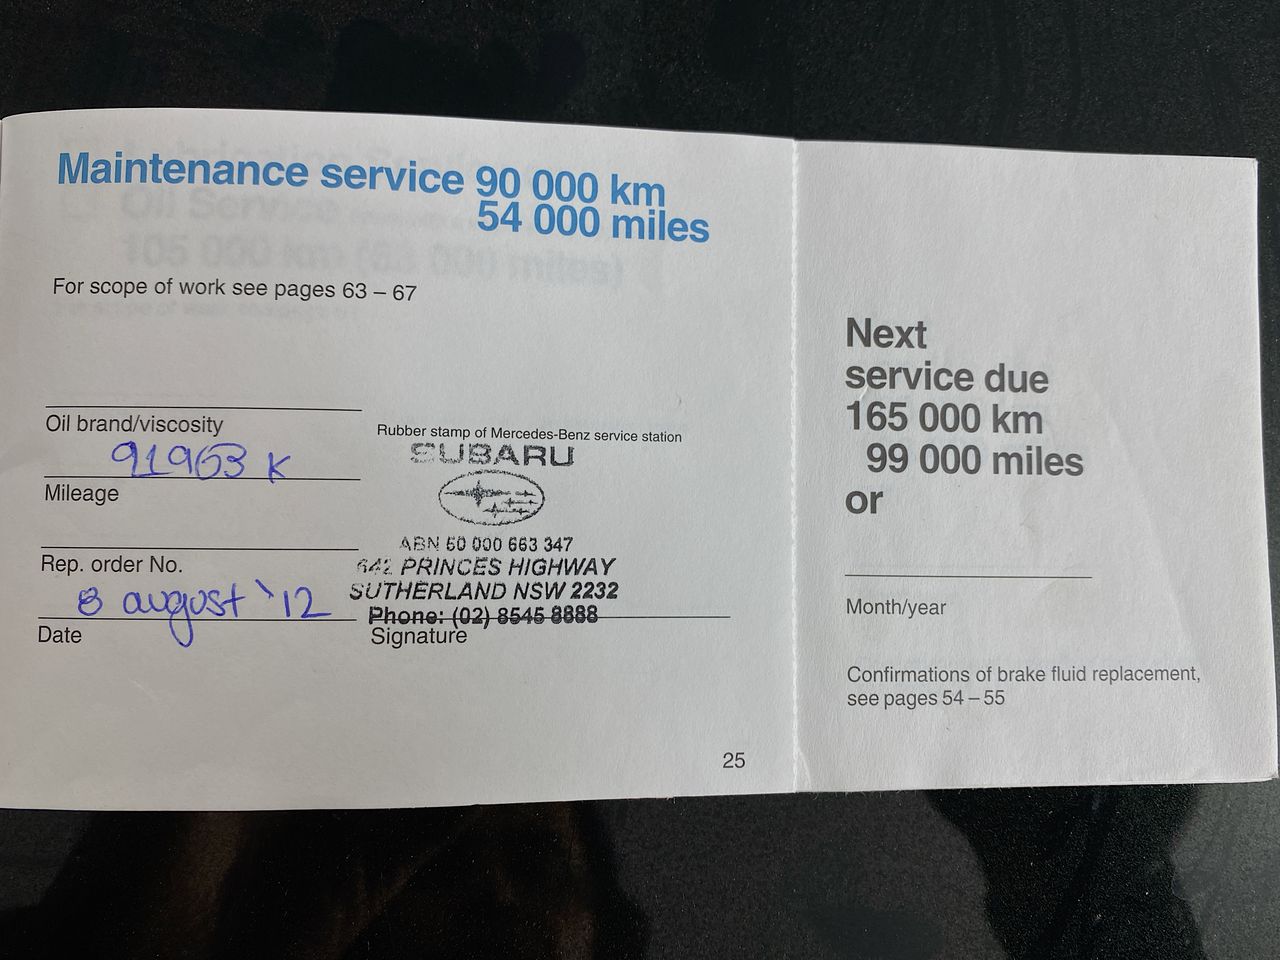 Maintenance service 90 000 km
54 000 miles
For scope of work see pages 63 – 67
Oil brand/viscosity
91963 K
Mileage
Rep. order No.
8 august '12
Date
Rubber stamp of Mercedes-Benz service station
SUBARU
ABN 50 000 663 347
642 PRINCES HIGHWAY
SUTHERLAND NSW 2232
Phone: (02) 8545 8888
Signature
25
Next
service due
165 000 km
99 000 miles
or
Month/year
Confirmations of brake fluid replacement,
see pages 54 – 55